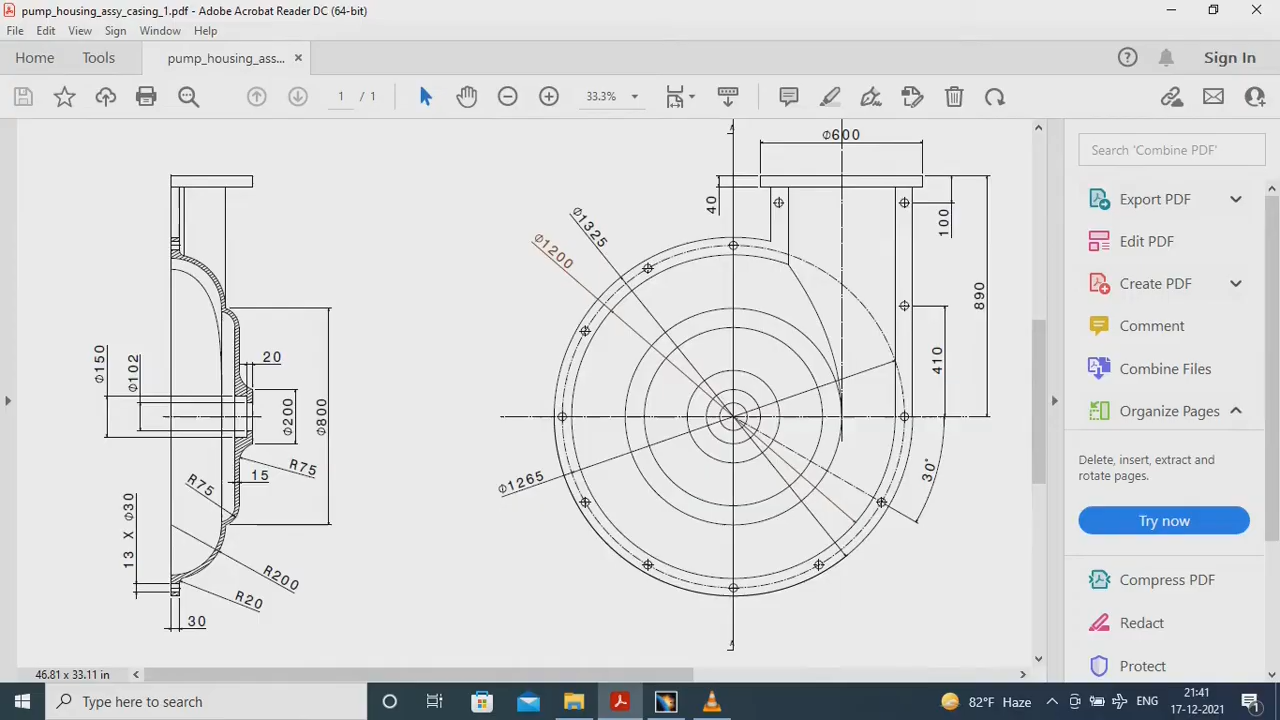 pump_housing_assy_casing_1.pdf - Adobe Acrobat Reader DC (64-bit)
File Edit View Sign Window Help
Home Tools pump_housing_ass... × Sign In
1 / 1 33.3%
Φ600
40
100
Φ1325
Φ1200
890
410
Φ150
Φ102
20
Φ200
Φ800
R75
15
R75
Φ1265
30°
13 X Φ30
R200
R20
30
46.81 x 33.11 in
Search 'Combine PDF'
Export PDF
Edit PDF
Create PDF
Comment
Combine Files
Organize Pages
Delete, insert, extract and
rotate pages.
Try now
Compress PDF
Redact
Protect
Type here to search
82°F Haze
ENG
21:41
17-12-2021
1